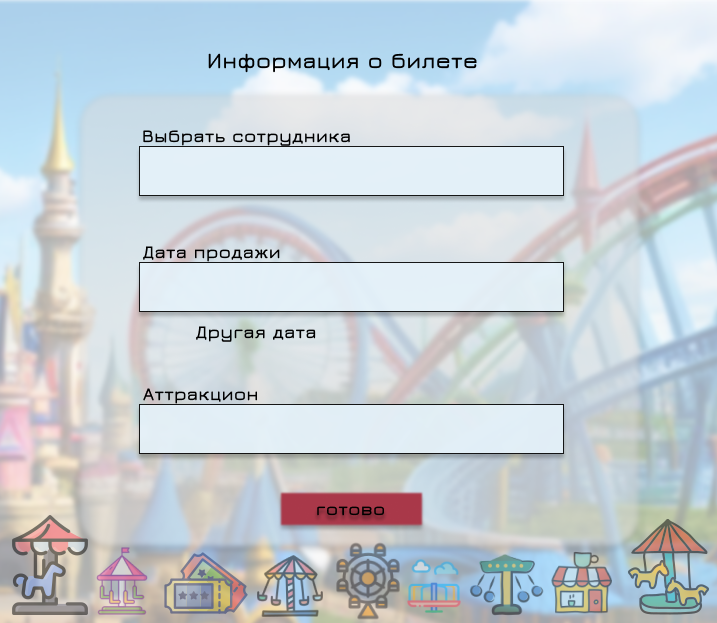 Информация о билете
Выбрать сотрудника
Дата продажи
Другая дата
Аттракцион
готово